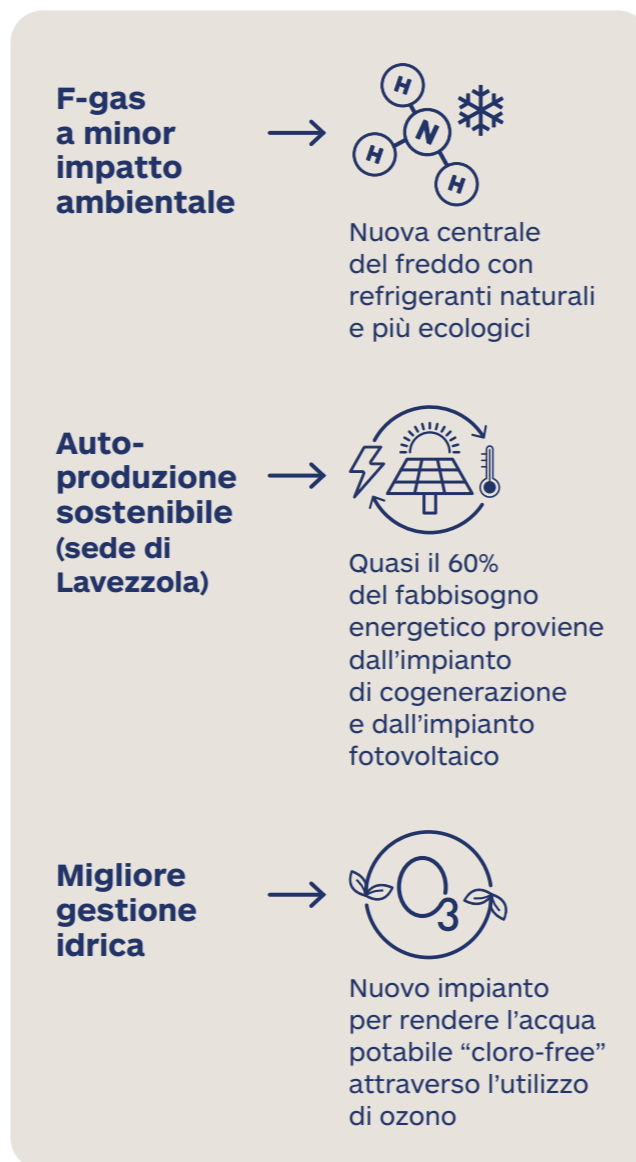 F-gas
a minor
impatto
ambientale
H
N
H
H
Nuova centrale
del freddo con
refrigeranti naturali
e più ecologici
Auto-
produzione
sostenibile
(sede di
Lavezzola)
Quasi il 60%
del fabbisogno
energetico proviene
dall’impianto
di cogenerazione
e dall’impianto
fotovoltaico
Migliore
gestione
idrica
O3
Nuovo impianto
per rendere l’acqua
potabile “cloro-free”
attraverso l’utilizzo
di ozono